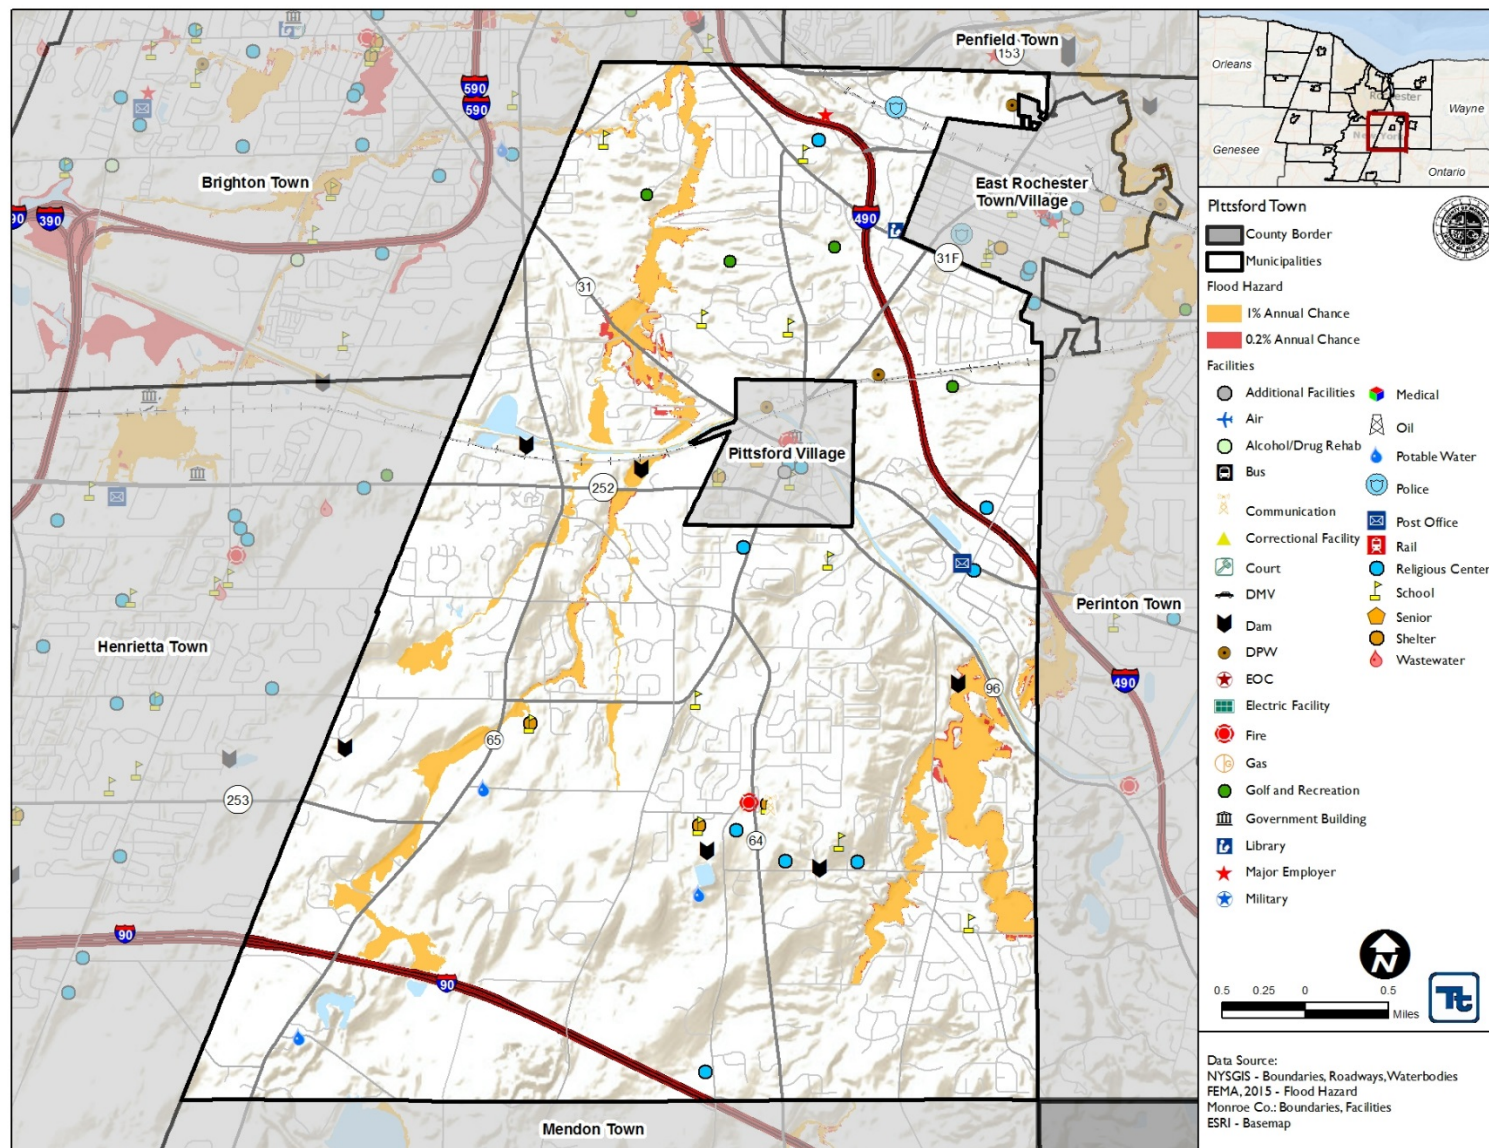 Penfield Town
153
590
590
Brighton Town
390
90
East Rochester
Town/Village
490
31F
31
Pittsford Village
252
Henrietta Town
Perinton Town
490
96
65
253
64
90
90
Mendon Town
Orleans
Rochester
Wayne
New York
Genesee
Ontario
PIttsford Town
County Border
Municipalities
Flood Hazard
1% Annual Chance
0.2% Annual Chance
Facilities
Additional Facilities
Air
Alcohol/Drug Rehab
Bus
Communication
Correctional Facility
Court
DMV
Dam
DPW
EOC
Electric Facility
Fire
Gas
Golf and Recreation
Government Building
Library
Major Employer
Military
Medical
Oil
Potable Water
Police
Post Office
Rail
Religious Center
School
Senior
Shelter
Wastewater
N
0.5 0.25 0 0.5
Miles
Tt
Data Source:
NYSGIS - Boundaries, Roadways,Waterbodies
FEMA, 2015 - Flood Hazard
Monroe Co.: Boundaries, Facilities
ESRI - Basemap